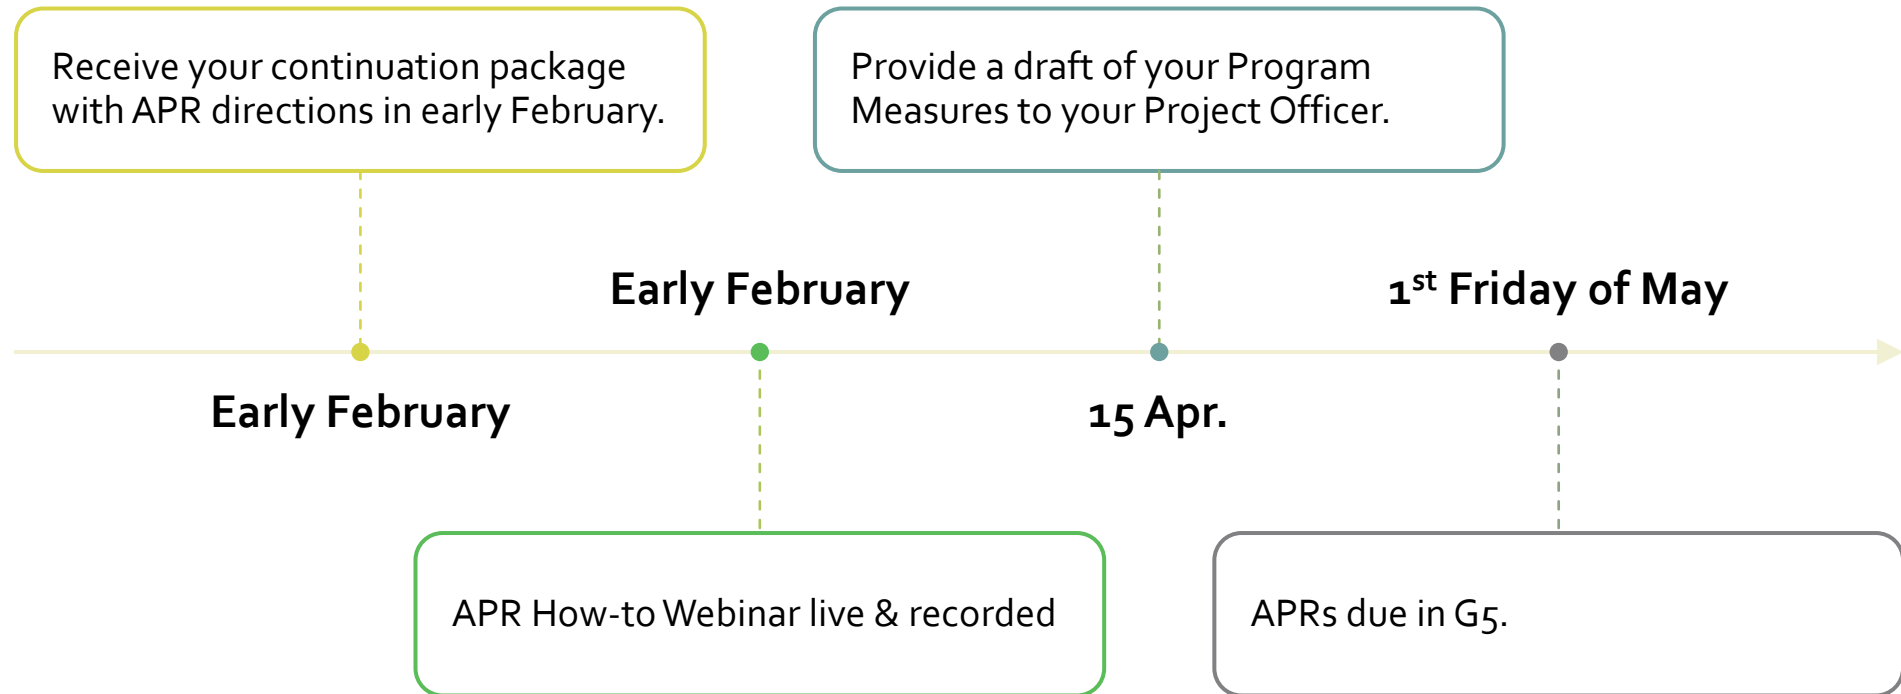 Receive your continuation package
with APR directions in early February.
Provide a draft of your Program
Measures to your Project Officer.
Early February
1st Friday of May
Early February
15 Apr.
APR How-to Webinar live & recorded
APRs due in G5.